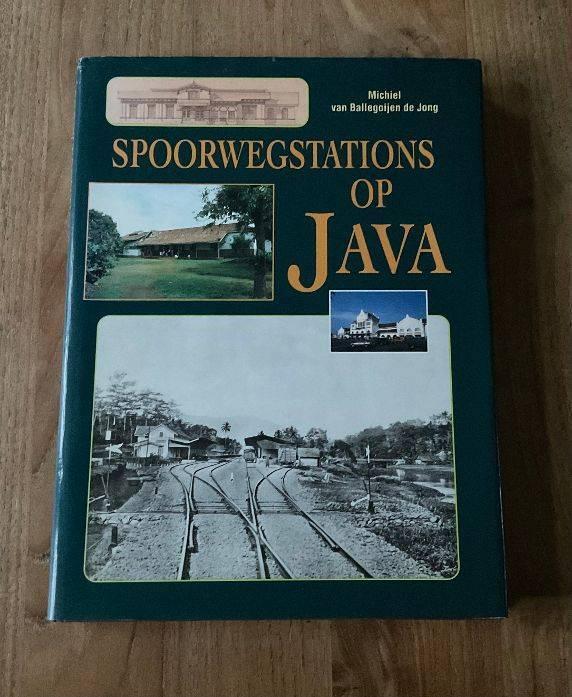 Michiel
van Ballegoijen de Jong
SPOORWEGSTATIONS
OP
JAVA